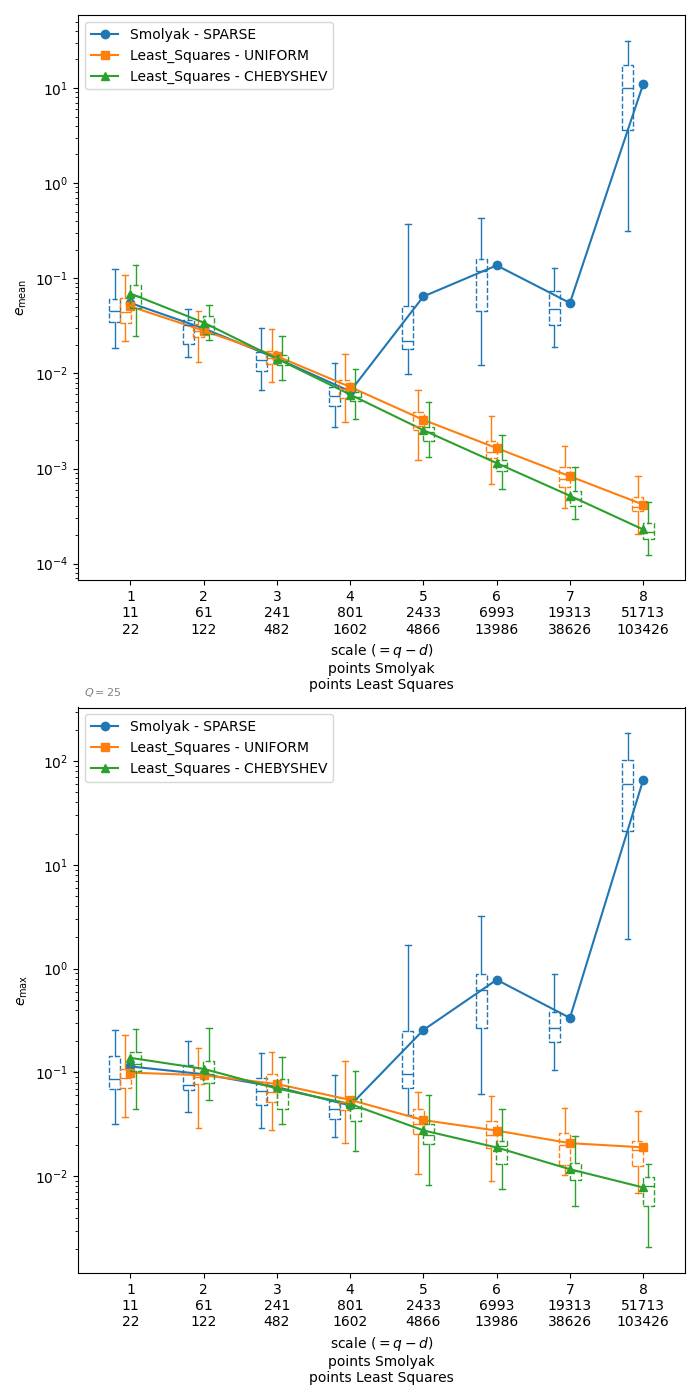 Smolyak - SPARSE
Least_Squares - UNIFORM
Least_Squares - CHEBYSHEV
10^1
10^0
10^-1
10^-2
10^-3
10^-4
e_mean
1 2 3 4 5 6 7 8
11 61 241 801 2433 6993 19313 51713
22 122 482 1602 4866 13986 38626 103426
scale (= q − d)
points Smolyak
points Least Squares
Q = 25
Smolyak - SPARSE
Least_Squares - UNIFORM
Least_Squares - CHEBYSHEV
10^2
10^1
10^0
10^-1
10^-2
e_max
1 2 3 4 5 6 7 8
11 61 241 801 2433 6993 19313 51713
22 122 482 1602 4866 13986 38626 103426
scale (= q − d)
points Smolyak
points Least Squares